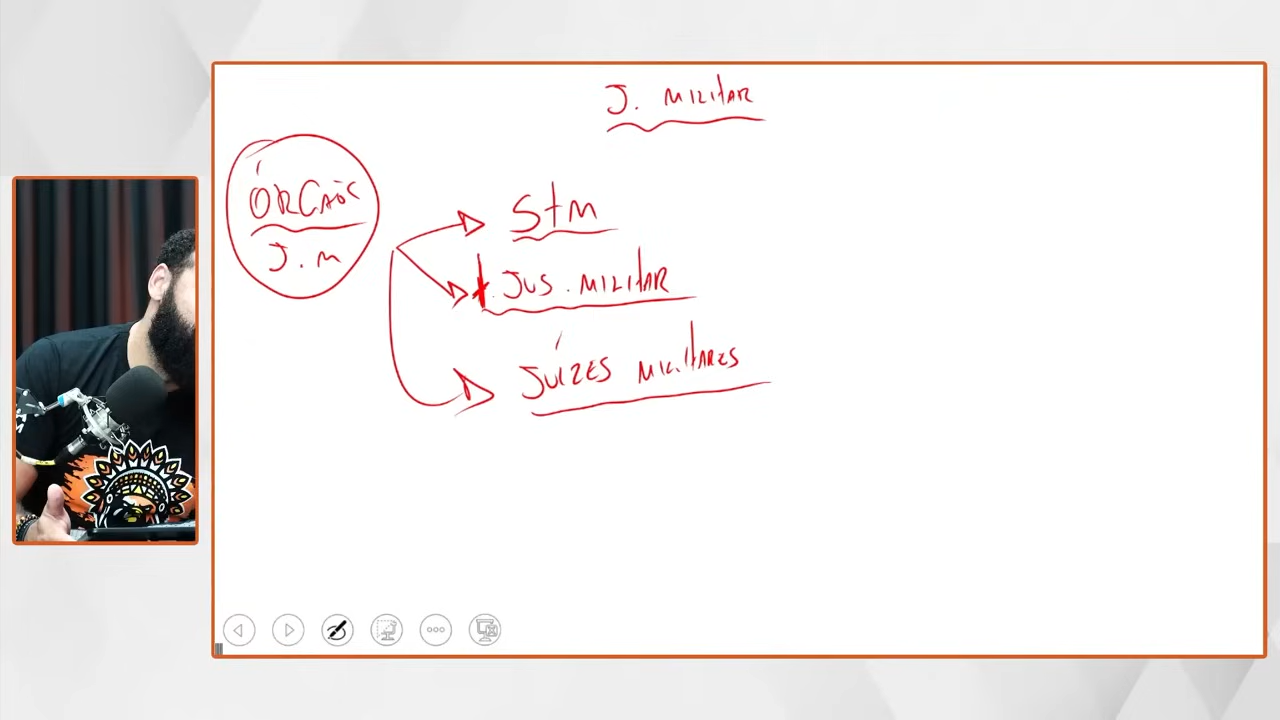 J. MILITAR
ÓRGÃOS
J.M
STM
T. JUS. MILITAR
JUÍZES MILITARES